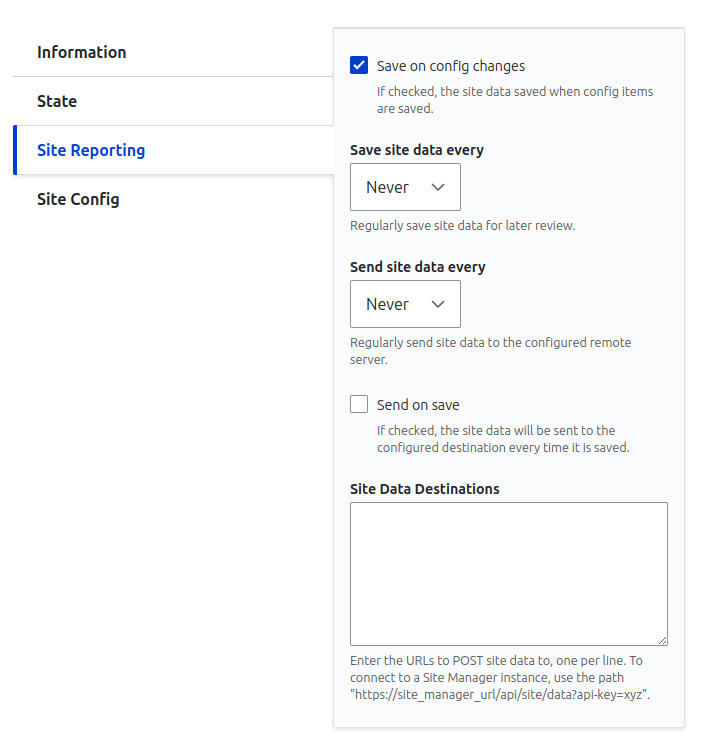 Information
State
Site Reporting
Site Config
Save on config changes
If checked, the site data saved when config items
are saved.
Save site data every
Never
Regularly save site data for later review.
Send site data every
Never
Regularly send site data to the configured remote
server.
Send on save
If checked, the site data will be sent to the
configured destination every time it is saved.
Site Data Destinations
Enter the URLs to POST site data to, one per line. To
connect to a Site Manager instance, use the path
"https://site_manager_url/api/site/data?api-key=xyz".